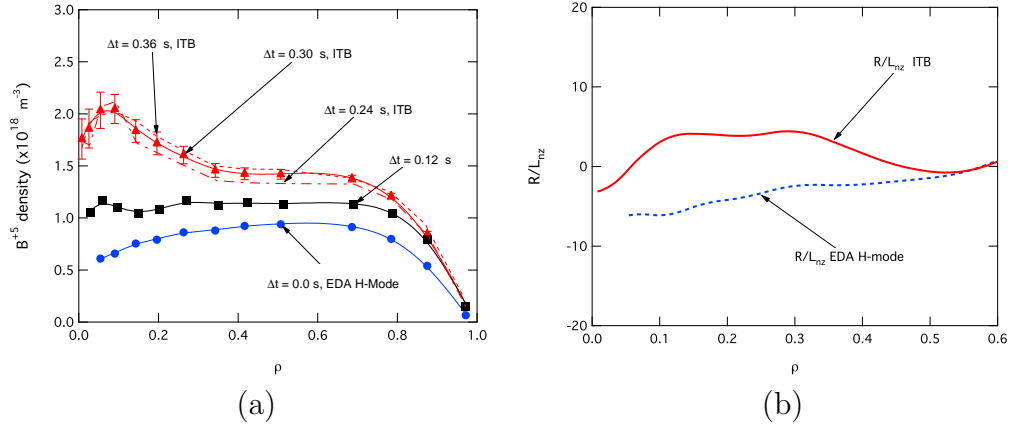 3.0
2.5
2.0
1.5
1.0
0.5
0.0
B+5 density (x10 18 m-3)
Δt = 0.36 s, ITB
Δt = 0.30 s, ITB
Δt = 0.24 s, ITB
Δt = 0.12 s
Δt = 0.0 s, EDA H-Mode
0.0 0.2 0.4 0.6 0.8 1.0
ρ
(a)
20
10
0
-10
-20
R/Lnz
R/Lnz ITB
R/Lnz EDA H-mode
0.0 0.1 0.2 0.3 0.4 0.5 0.6
ρ
(b)